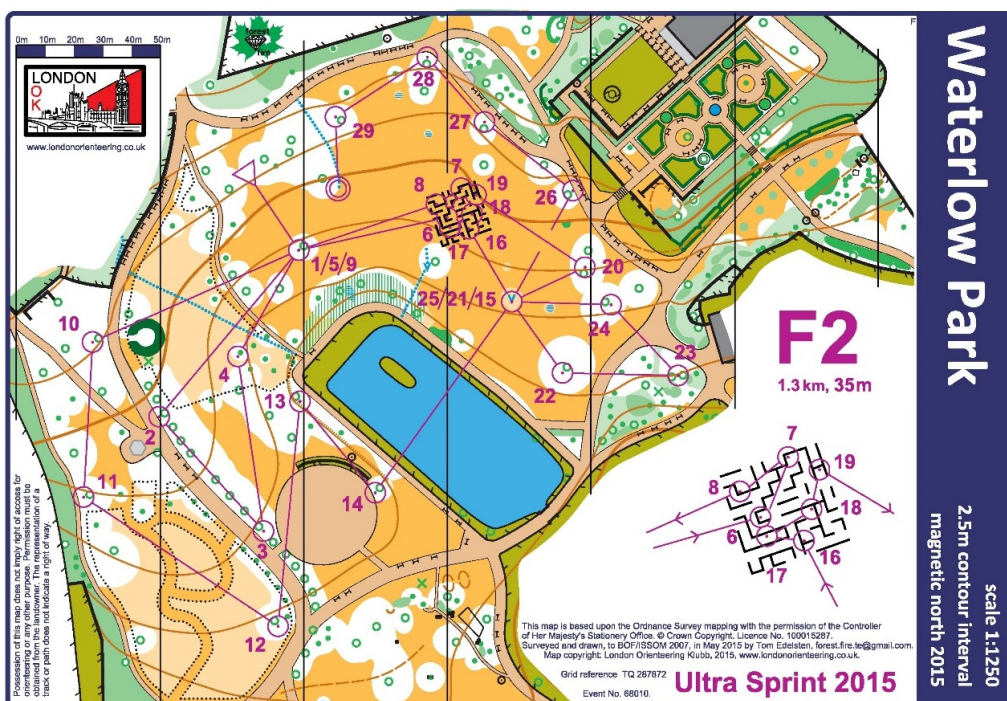 0m 10m 20m 30m 40m 50m
LONDON
OK
www.londonorienteering.co.uk
forest
fire
F
28
29
27
7
8
19
26
18
6
16
17
1/5/9
20
25/21/15
24
10
4
23
22
13
2
11
14
3
12
F2
1.3 km, 35m
7
19
8
18
6
16
17
Possession of this map does not imply right of access for
orienteering or any other purpose. Permission must be
obtained from the landowner. The representation of a
track or path does not indicate a right of way.
This map is based upon the Ordnance Survey mapping with the permission of the Controller
of Her Majesty's Stationery Office. © Crown Copyright. Licence No. 100015287.
Surveyed and drawn, to BOF/ISSOM 2007, in May 2015 by Tom Edelsten, forest.fire.te@gmail.com.
Map copyright: London Orienteering Klubb, 2015, www.londonorienteering.co.uk.
Grid reference TQ 287872
Event No. 68010.
Ultra Sprint 2015
Waterlow Park
scale 1:1250
2.5m contour interval
magnetic north 2015